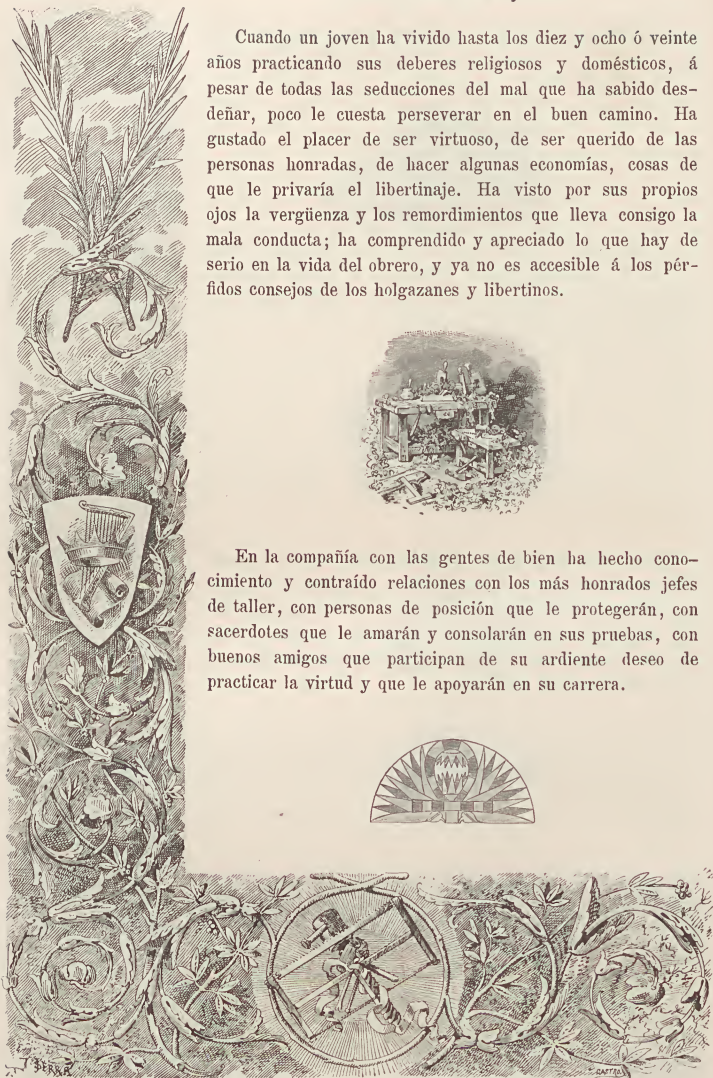 Cuando un joven ha vivido hasta los diez y ocho ó veinte
años practicando sus deberes religiosos y domésticos, á
pesar de todas las seducciones del mal que ha sabido des-
deñar, poco le cuesta perseverar en el buen camino. Ha
gustado el placer de ser virtuoso, de ser querido de las
personas honradas, de hacer algunas economías, cosas de
que le privaría el libertinaje. Ha visto por sus propios
ojos la vergüenza y los remordimientos que lleva consigo la
mala conducta; ha comprendido y apreciado lo que hay de
serio en la vida del obrero, y ya no es accesible á los pér-
fidos consejos de los holgazanes y libertinos.
En la compañía con las gentes de bien ha hecho cono-
cimiento y contraído relaciones con los más honrados jefes
de taller, con personas de posición que le protegerán, con
sacerdotes que le amarán y consolarán en sus pruebas, con
buenos amigos que participan de su ardiente deseo de
practicar la virtud y que le apoyarán en su carrera.
SERRA